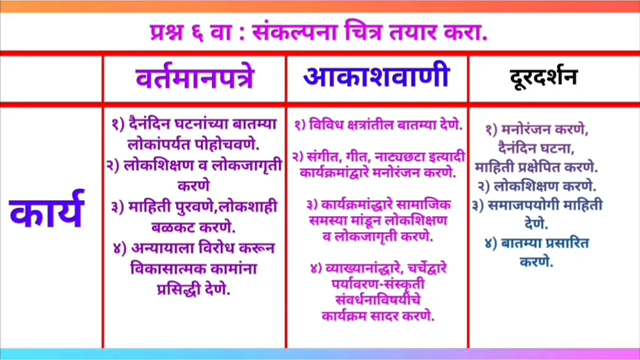 प्रश्न ६ वा : संकल्पना चित्र तयार करा.
वर्तमानपत्रे
आकाशवाणी
दूरदर्शन
कार्य
१) दैनंदिन घटनांच्या बातम्या
लोकांपर्यत पोहोचवणे.
२) लोकशिक्षण व लोकजागृती
करणे
३) माहिती पुरवणे,लोकशाही
बळकट करणे.
४) अन्यायाला विरोध करून
विकासात्मक कामांना
प्रसिद्धी देणे.
१) विविध क्षत्रांतील बातम्या देणे.
२) संगीत, गीत, नाट्यछटा इत्यादी
कार्यक्रमांद्वारे मनोरंजन करणे.
३) कार्यक्रमांद्धारे सामाजिक
समस्या मांडून लोकशिक्षण
व लोकजागृती करणे.
४) व्याख्यानांद्धारे, चर्चेद्वारे
पर्यावरण-संस्कृती
संवर्धनाविषयीचे
कार्यक्रम सादर करणे.
१) मनोरंजन करणे,
दैनंदिन घटना,
माहिती प्रक्षेपित करणे.
२) लोकशिक्षण करणे.
३) समाजपयोगी माहिती
देणे.
४) बातम्या प्रसारित
करणे.